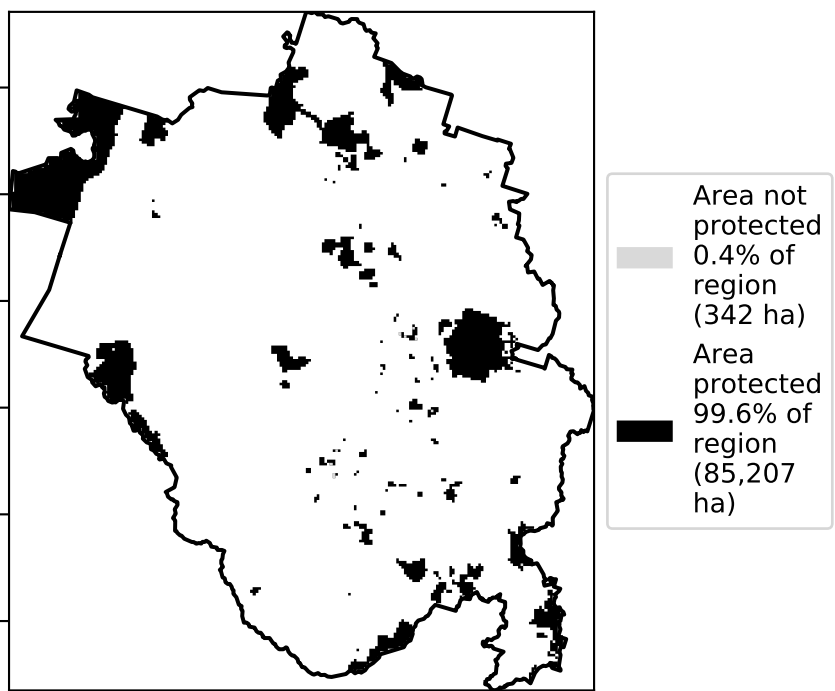 Area not
protected
0.4% of
region
(342 ha)
Area
protected
99.6% of
region
(85,207
ha)